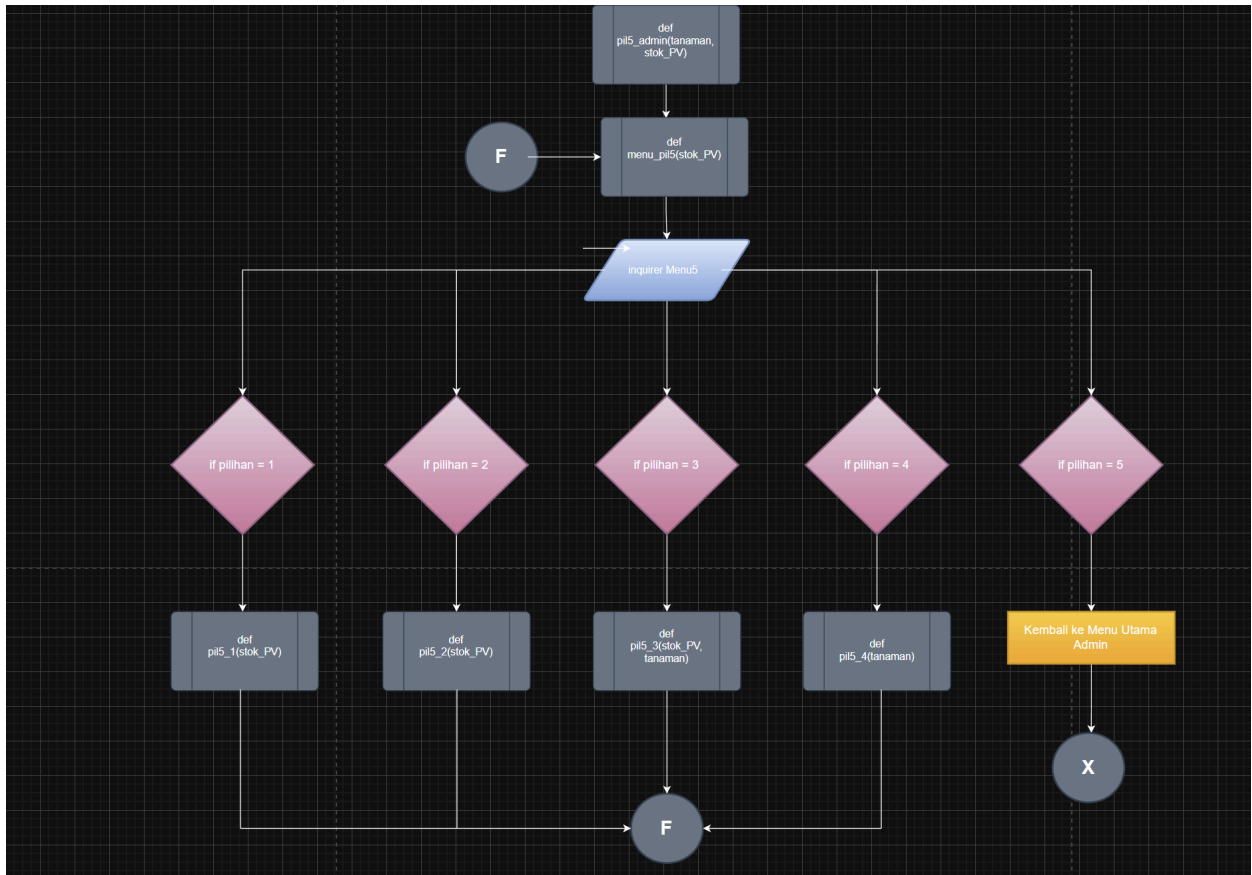 def
pil5_admin(tanaman,
stok_PV)
F
def
menu_pil5(stok_PV)
inquirer Menu5
if pilihan = 1
if pilihan = 2
if pilihan = 3
if pilihan = 4
if pilihan = 5
def
pil5_1(stok_PV)
def
pil5_2(stok_PV)
def
pil5_3(stok_PV,
tanaman)
def
pil5_4(tanaman)
Kembali ke Menu Utama
Admin
X
F